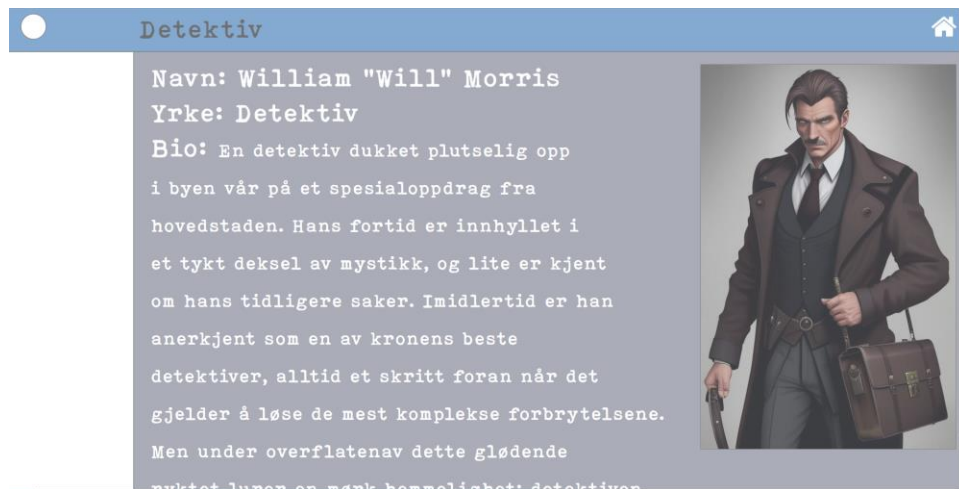 Detektiv
Navn: William "Will" Morris
Yrke: Detektiv
Bio: En detektiv dukket plutselig opp
i byen vår på et spesialoppdrag fra
hovedstaden. Hans fortid er innhyllet i
et tykt deksel av mystikk, og lite er kjent
om hans tidligere saker. Imidlertid er han
anerkjent som en av kronens beste
detektiver, alltid et skritt foran når det
gjelder å løse de mest komplekse forbrytelsene.
Men under overflatenav dette glødende